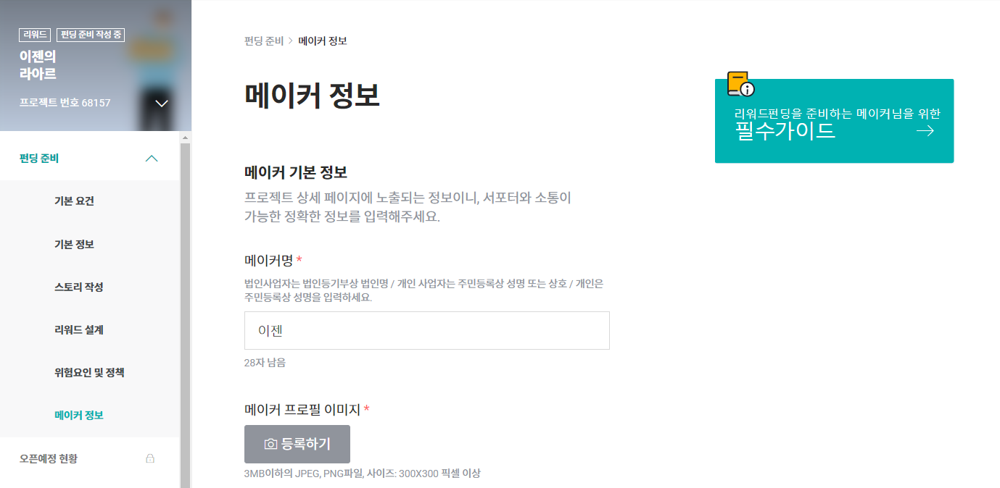 리워드 펀딩 준비 작성 중
이젠의
라아르
프로젝트 번호 68157
펀딩 준비
기본 요건
기본 정보
스토리 작성
리워드 설계
위험요인 및 정책
메이커 정보
오픈예정 현황
펀딩 준비 > 메이커 정보
메이커 정보
리워드펀딩을 준비하는 메이커님을 위한
필수가이드
메이커 기본 정보
프로젝트 상세 페이지에 노출되는 정보이니, 서포터와 소통이
가능한 정확한 정보를 입력해주세요.
메이커명 *
법인사업자는 법인등기부상 법인명 / 개인 사업자는 주민등록상 성명 또는 상호 / 개인은
주민등록상 성명을 입력하세요.
이젠
28자 남음
메이커 프로필 이미지 *
등록하기
3MB이하의 JPEG, PNG파일, 사이즈: 300X300 픽셀 이상